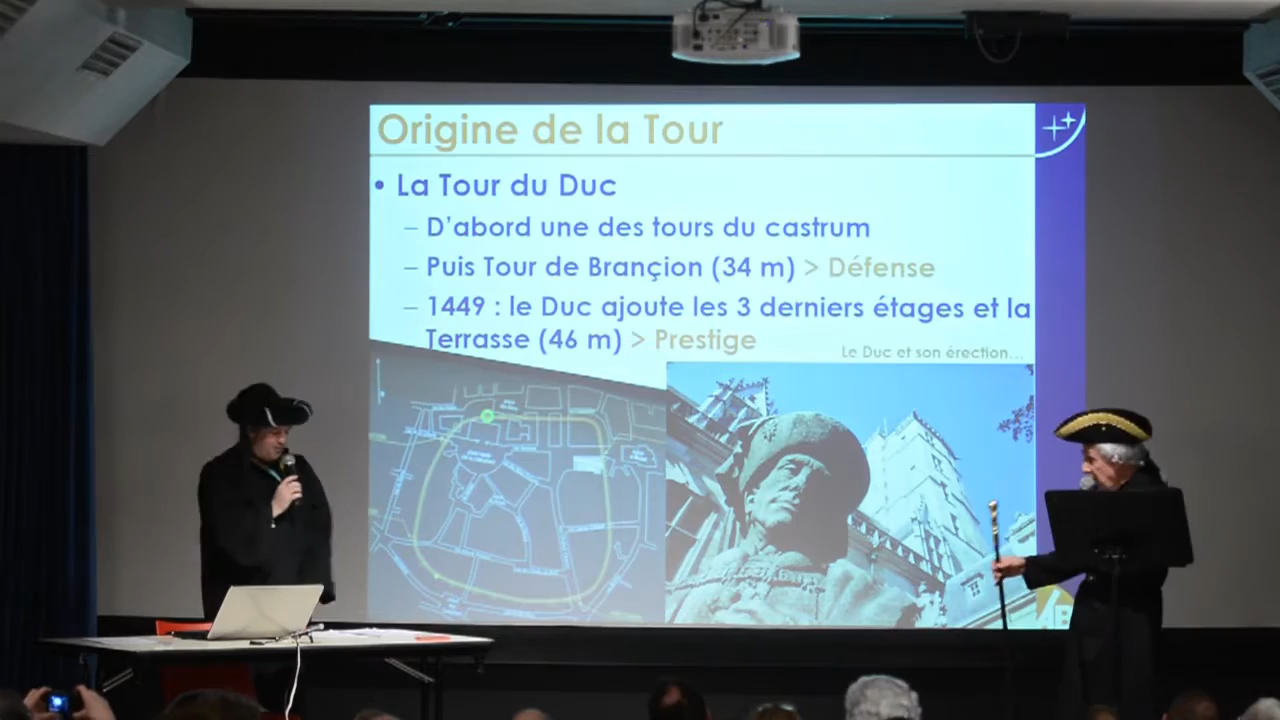 Origine de la Tour
• La Tour du Duc
– D'abord une des tours du castrum
– Puis Tour de Brançion (34 m) > Défense
– 1449 : le Duc ajoute les 3 derniers étages et la
Terrasse (46 m) > Prestige
Le Duc et son érection...